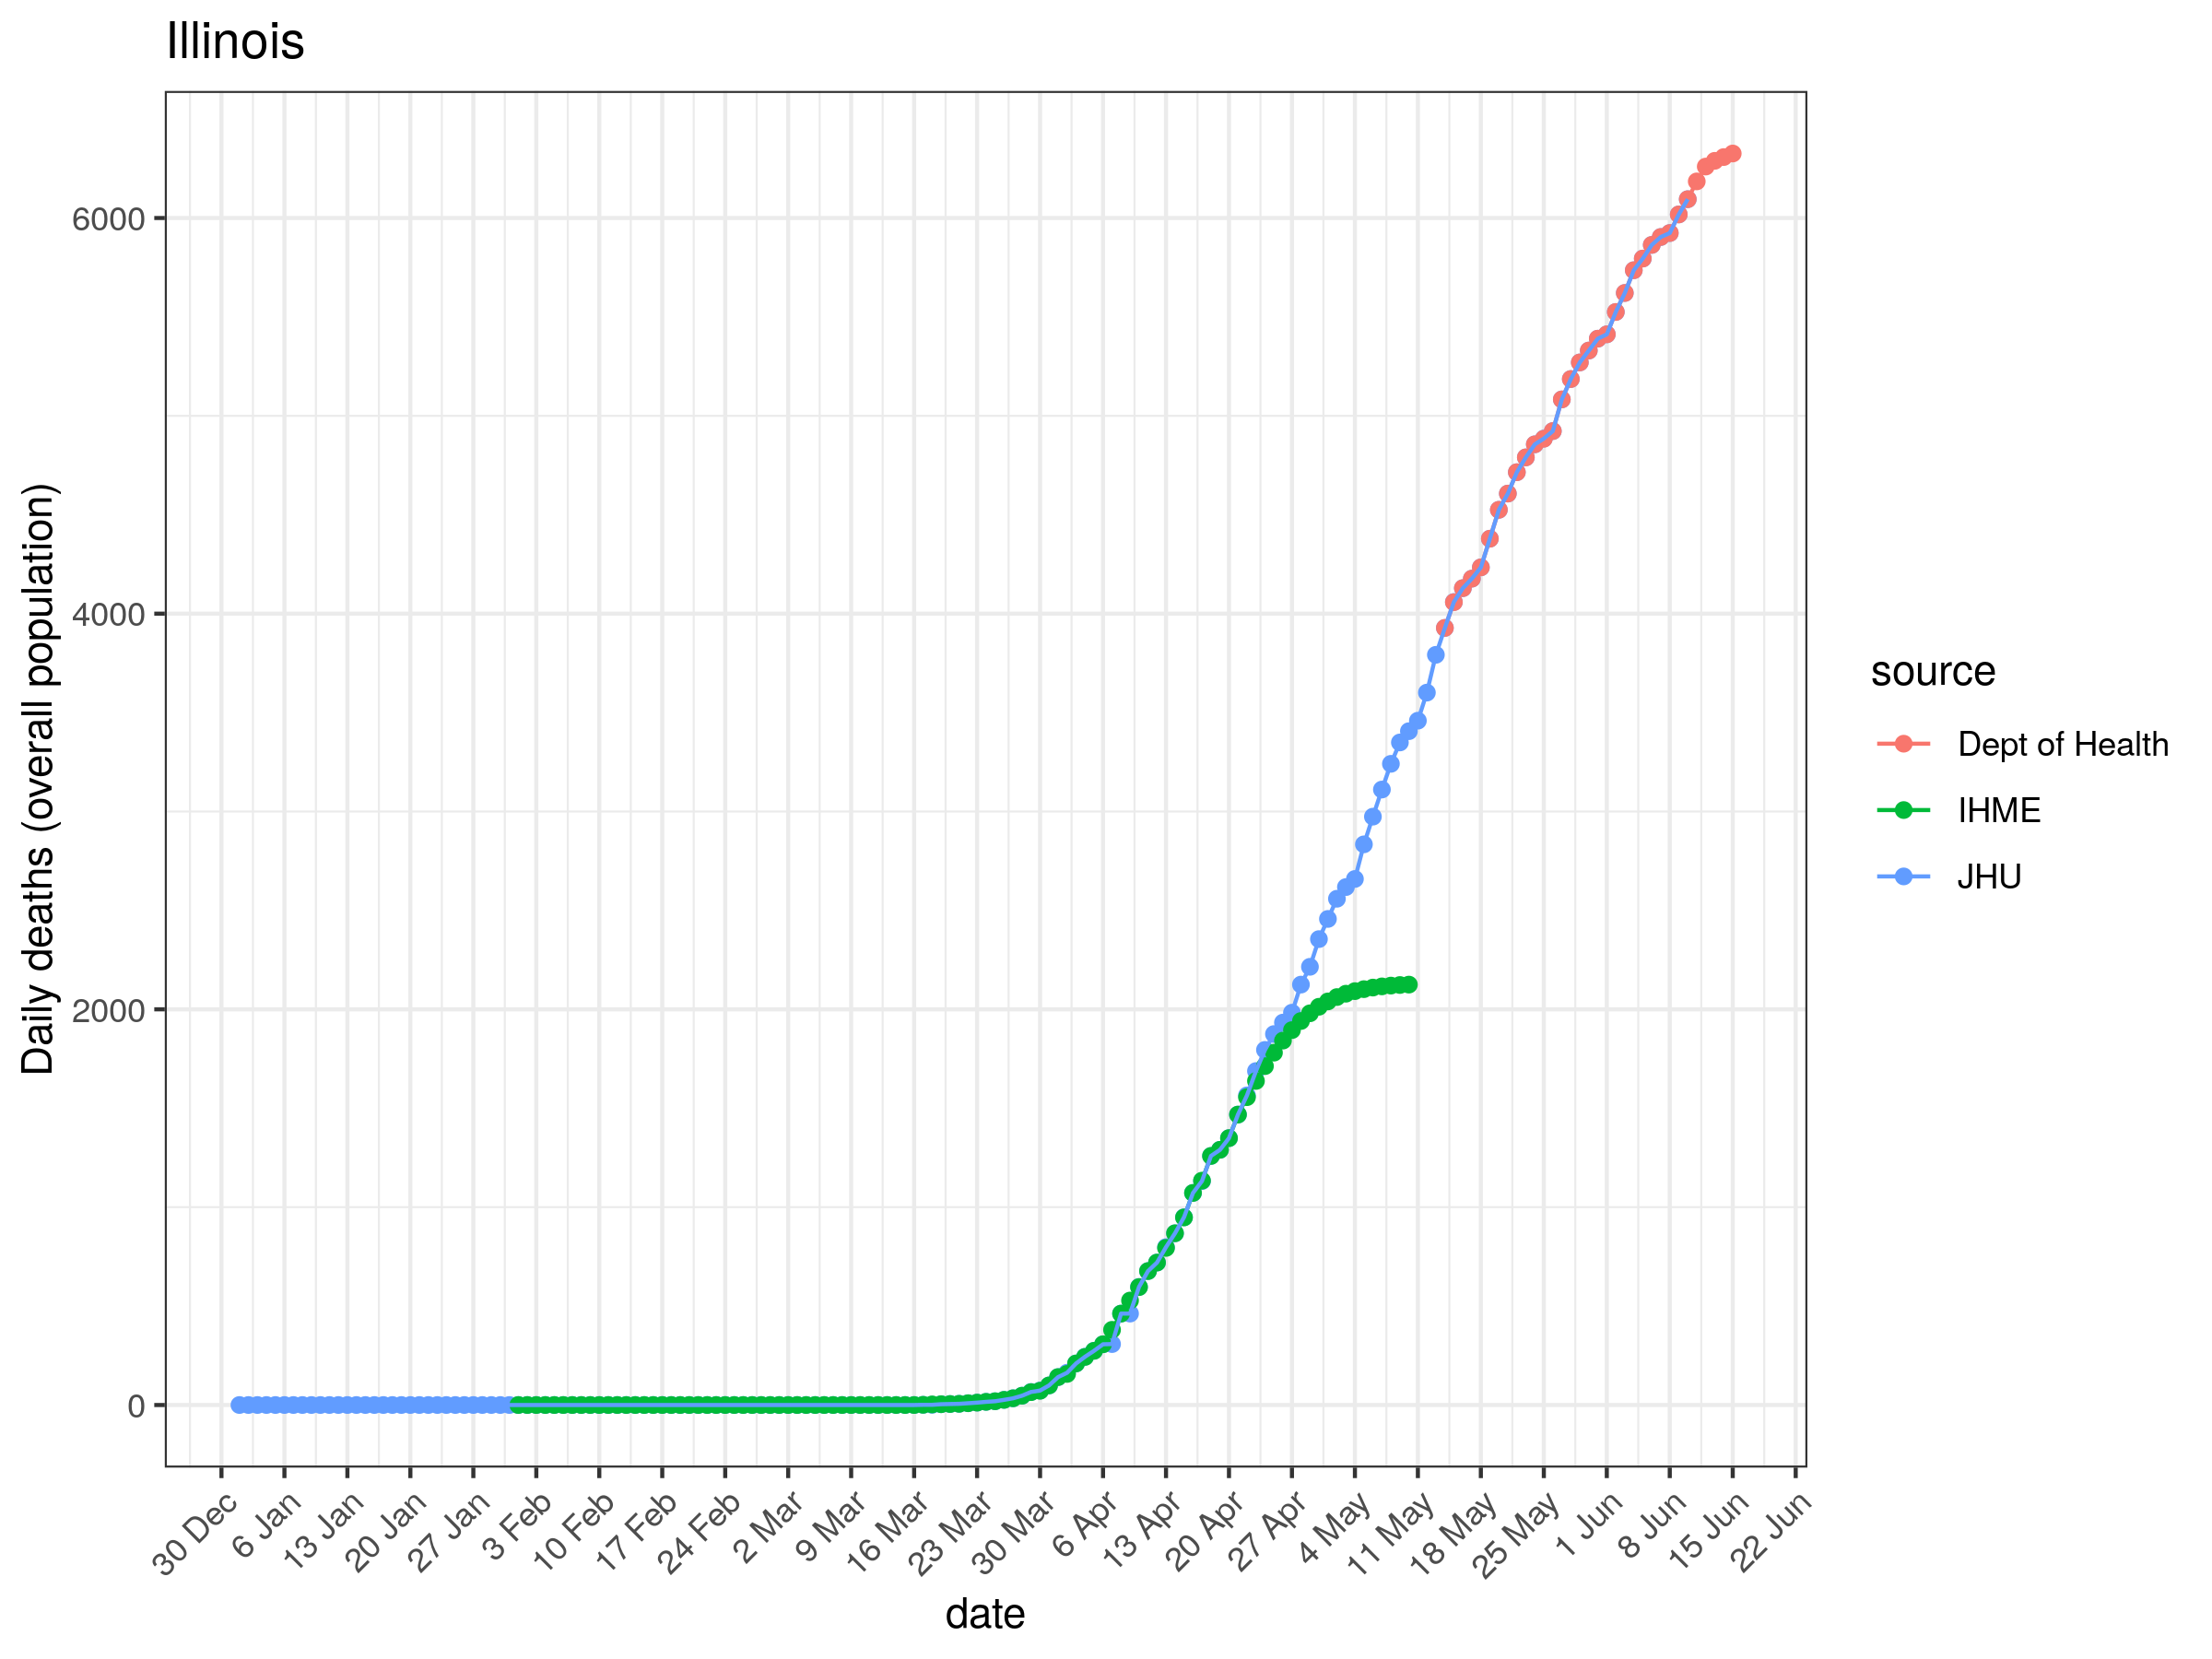 Illinois
Daily deaths (overall population)
6000
4000
2000
0
30 Dec
6 Jan
13 Jan
20 Jan
27 Jan
3 Feb
10 Feb
17 Feb
24 Feb
2 Mar
9 Mar
16 Mar
23 Mar
30 Mar
6 Apr
13 Apr
20 Apr
27 Apr
4 May
11 May
18 May
25 May
1 Jun
8 Jun
15 Jun
22 Jun
date
source
Dept of Health
IHME
JHU